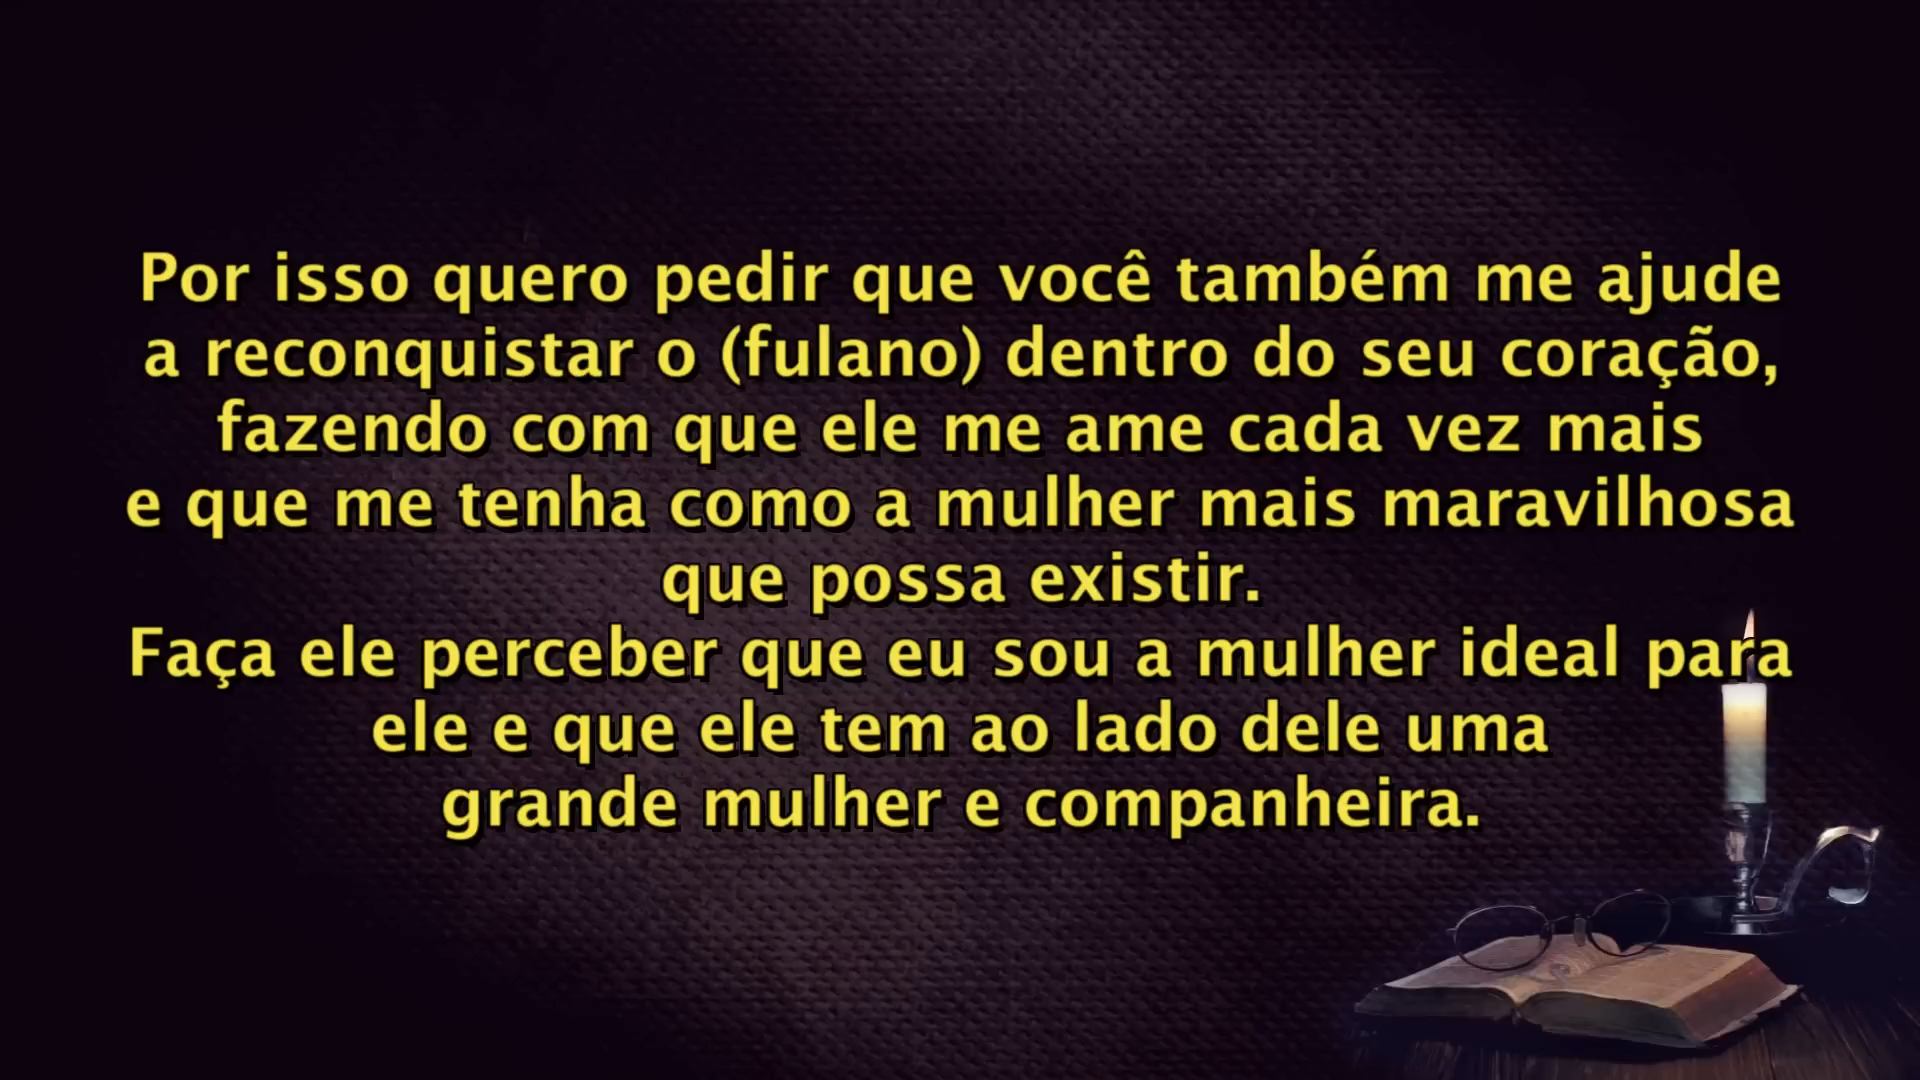 Por isso quero pedir que você também me ajude
a reconquistar o (fulano) dentro do seu coração,
fazendo com que ele me ame cada vez mais
e que me tenha como a mulher mais maravilhosa
que possa existir.
Faça ele perceber que eu sou a mulher ideal para
ele e que ele tem ao lado dele uma
grande mulher e companheira.